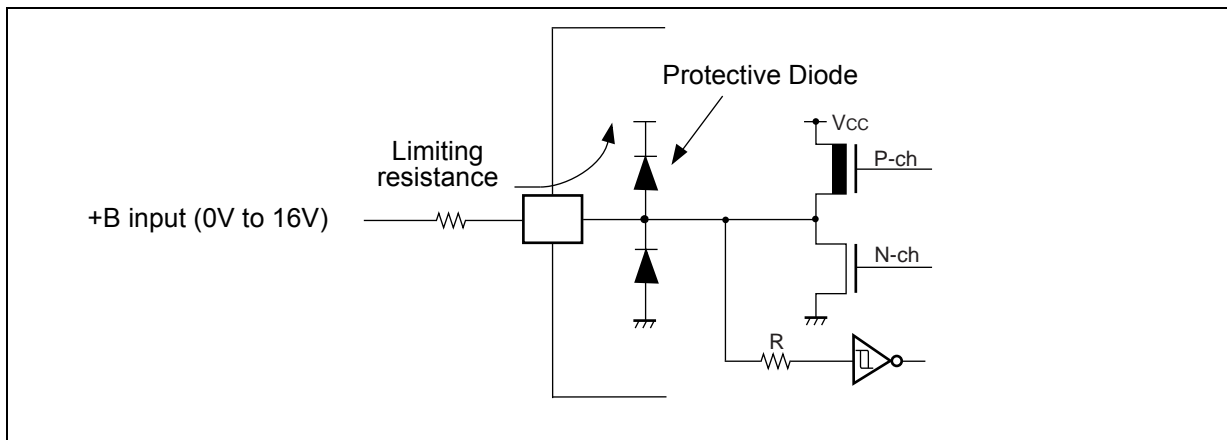 Protective Diode
VCC
Limiting
resistance
P-ch
+B input (0V to 16V)
N-ch
R